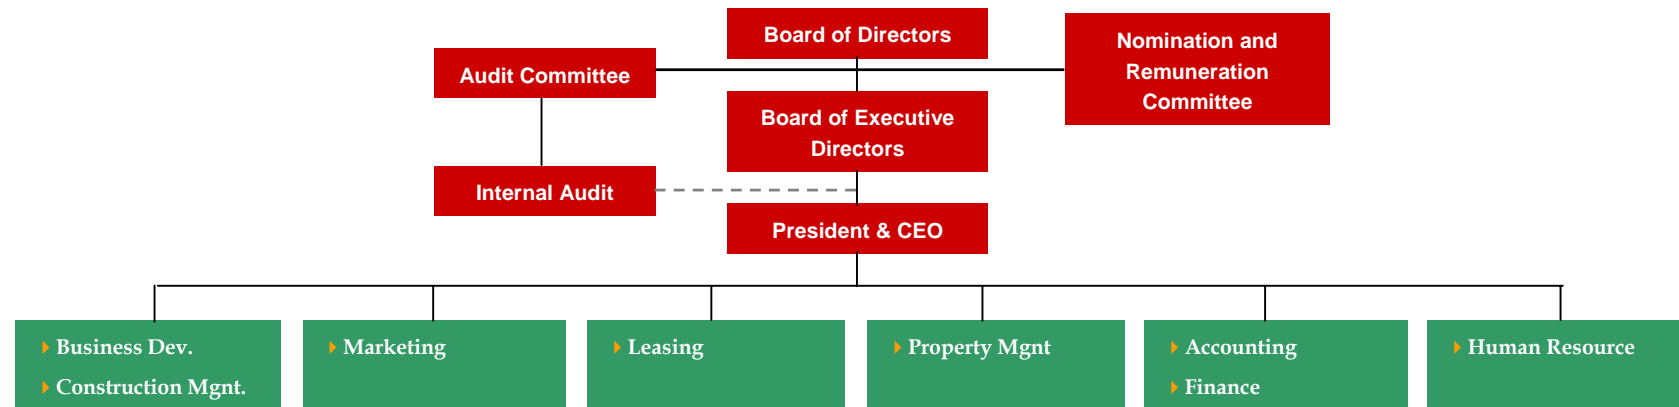 Board of Directors
Nomination and
Remuneration
Committee
Audit Committee
Board of Executive
Directors
Internal Audit
President & CEO
Business Dev.
Construction Mgnt.
Marketing
Leasing
Property Mgnt
Accounting
Finance
Human Resource